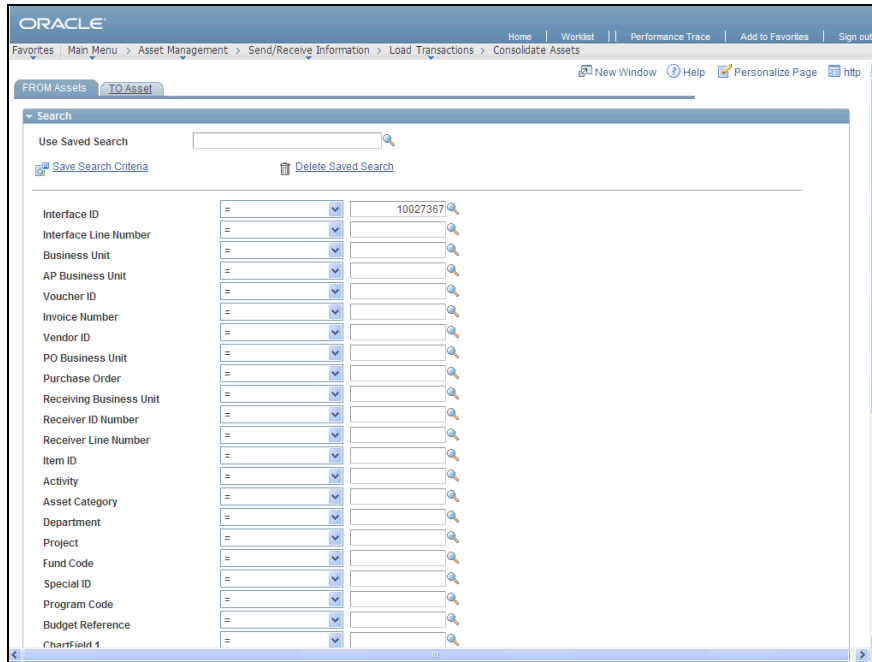 ORACLE
Home | Worklist | | Performance Trace | Add to Favorites | Sign out
Favorites | Main Menu > Asset Management > Send/Receive Information > Load Transactions > Consolidate Assets
New Window Help Personalize Page http
FROM Assets TO Asset
Search
Use Saved Search
Save Search Criteria Delete Saved Search
Interface ID = 10027367
Interface Line Number =
Business Unit =
AP Business Unit =
Voucher ID =
Invoice Number =
Vendor ID =
PO Business Unit =
Purchase Order =
Receiving Business Unit =
Receiver ID Number =
Receiver Line Number =
Item ID =
Activity =
Asset Category =
Department =
Project =
Fund Code =
Special ID =
Program Code =
Budget Reference =
ChartField 1 =